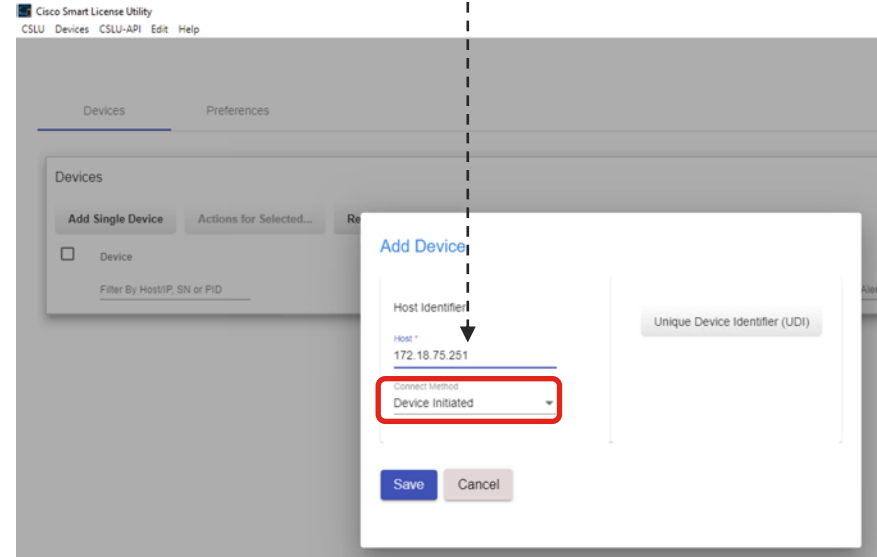 Cisco Smart License Utility
CSLU Devices CSLU-API Edit Help
Devices Preferences
Devices
Add Single Device Actions for Selected... Re
Device
Filter By Host/IP, SN or PID
Aler
Add Device
Host Identifier
Host *
172.18.75.251
Connect Method
Device Initiated
Unique Device Identifier (UDI)
Save Cancel